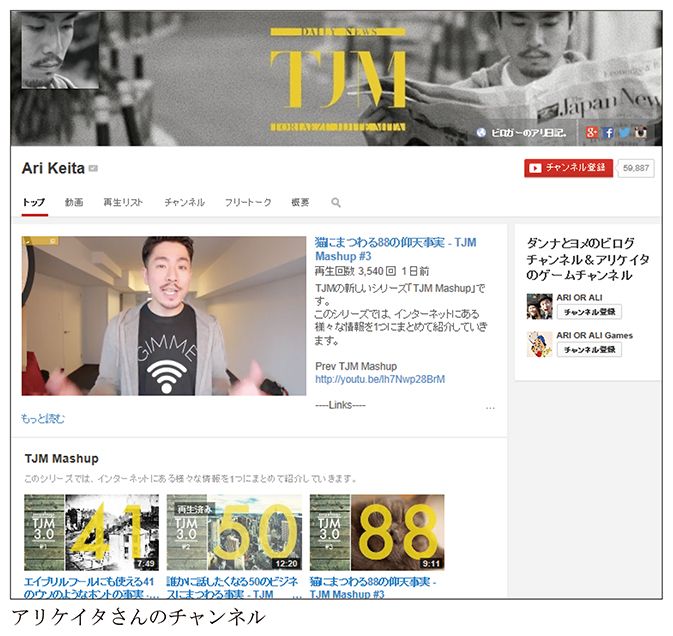 DAILY NEWS
TJM
TORIAEZU JIJITE MITA
Japan New
ビロガーのアリ日記。
Ari Keita
チャンネル登録
59,887
トップ
動画
再生リスト
チャンネル
フリートーク
概要
猫にまつわる88の仰天事実 - TJM
Mashup #3
再生回数 3,540 回 1 日前
TJMの新しいシリーズ「TJM Mashup」で
す。
このシリーズでは、インターネットにある
様々な情報を1つにまとめて紹介していき
ます。
Prev TJM Mashup
http://youtu.be/lh7Nwp28BrM
----Links----
...
もっと読む
GIMME
ダンナとヨメのビログ
チャンネル＆アリケイタ
のゲームチャンネル
ARI OR ALI
チャンネル登録
ARI OR ALI Games
チャンネル登録
TJM Mashup
このシリーズでは、インターネットにある様々な情報を1つにまとめて紹介していきます。
TJM
3.0
#1
41
7:49
エイプリルフールにも使える41
のウソのようなホントの事実 -...
再生済み
TJM
3.0
#2
50
12:20
誰かに話したくなる50のビジネ
スにまつわる事実 - TJM ...
TJM
3.0
#3
88
9:11
猫にまつわる88の仰天事実 -
TJM Mashup #3
アリケイタさんのチャンネル